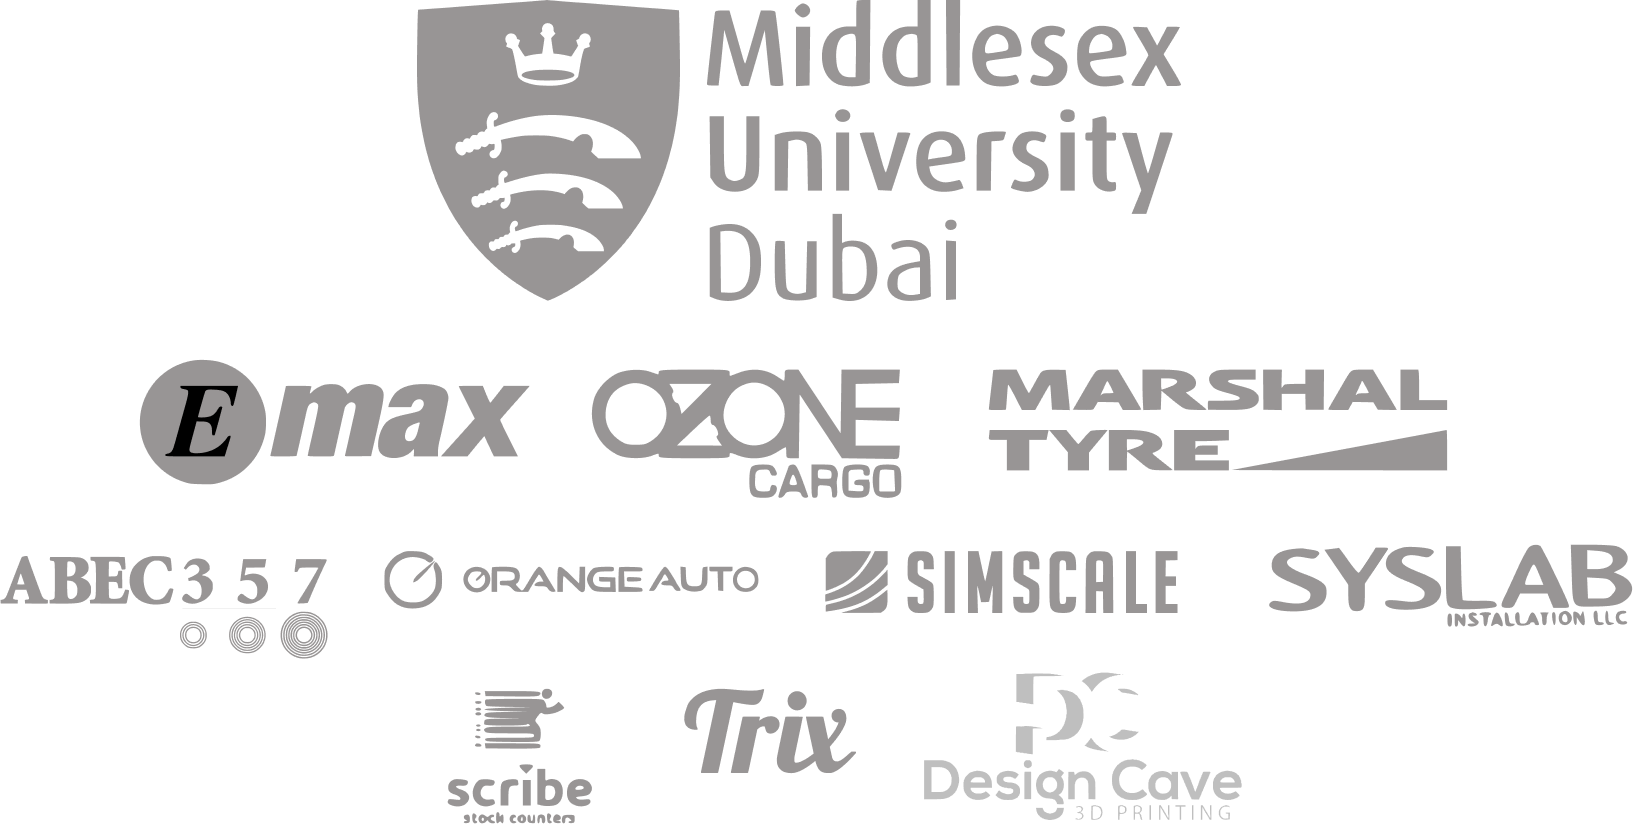 Middlesex
University
Dubai
Emax
OZONE
CARGO
MARSHAL
TYRE
ABEC 3 5 7
ORANGE AUTO
SIMSCALE
SYSLAB
INSTALLATION LLC
scribe
stock counters
Trix
DC
Design Cave
3D PRINTING